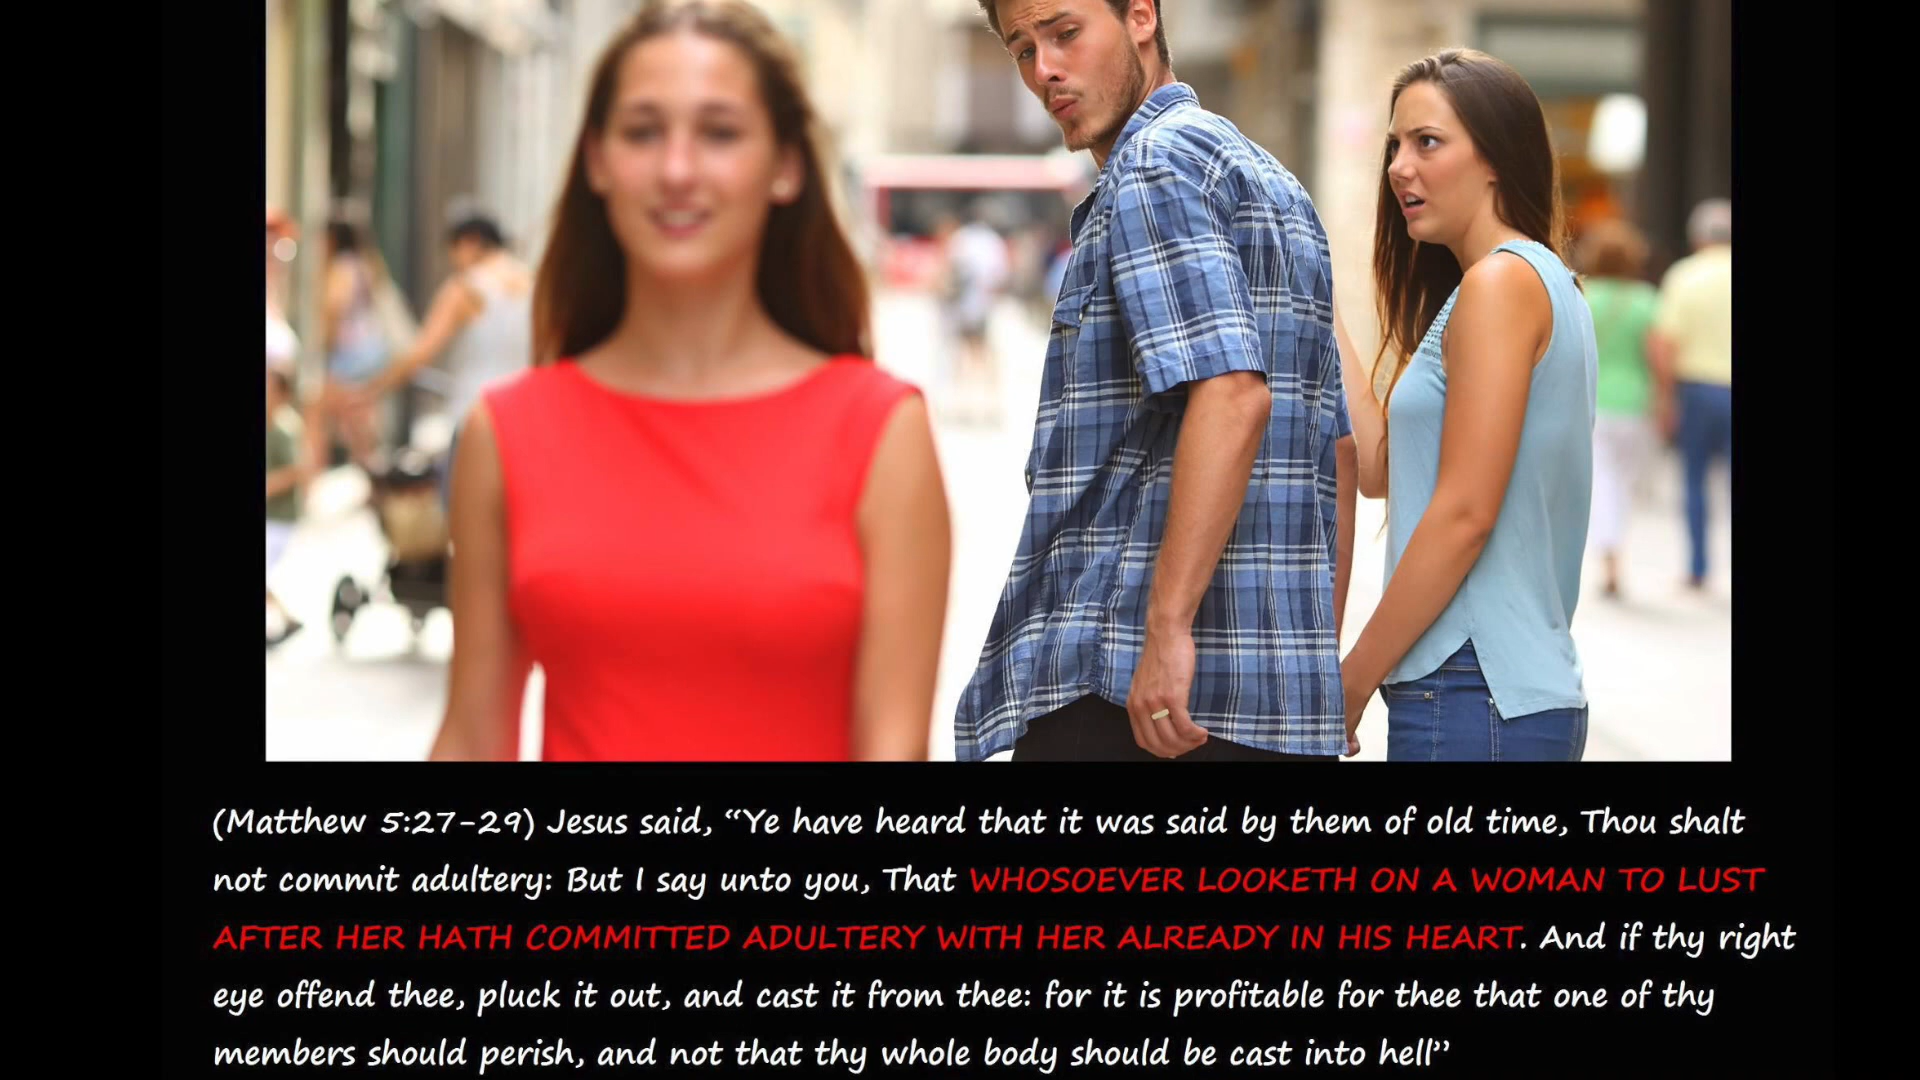 (Matthew 5:27-29) Jesus said, “Ye have heard that it was said by them of old time, Thou shalt
not commit adultery: But I say unto you, That WHOSOEVER LOOKETH ON A WOMAN TO LUST
AFTER HER HATH COMMITTED ADULTERY WITH HER ALREADY IN HIS HEART. And if thy right
eye offend thee, pluck it out, and cast it from thee: for it is profitable for thee that one of thy
members should perish, and not that thy whole body should be cast into hell”